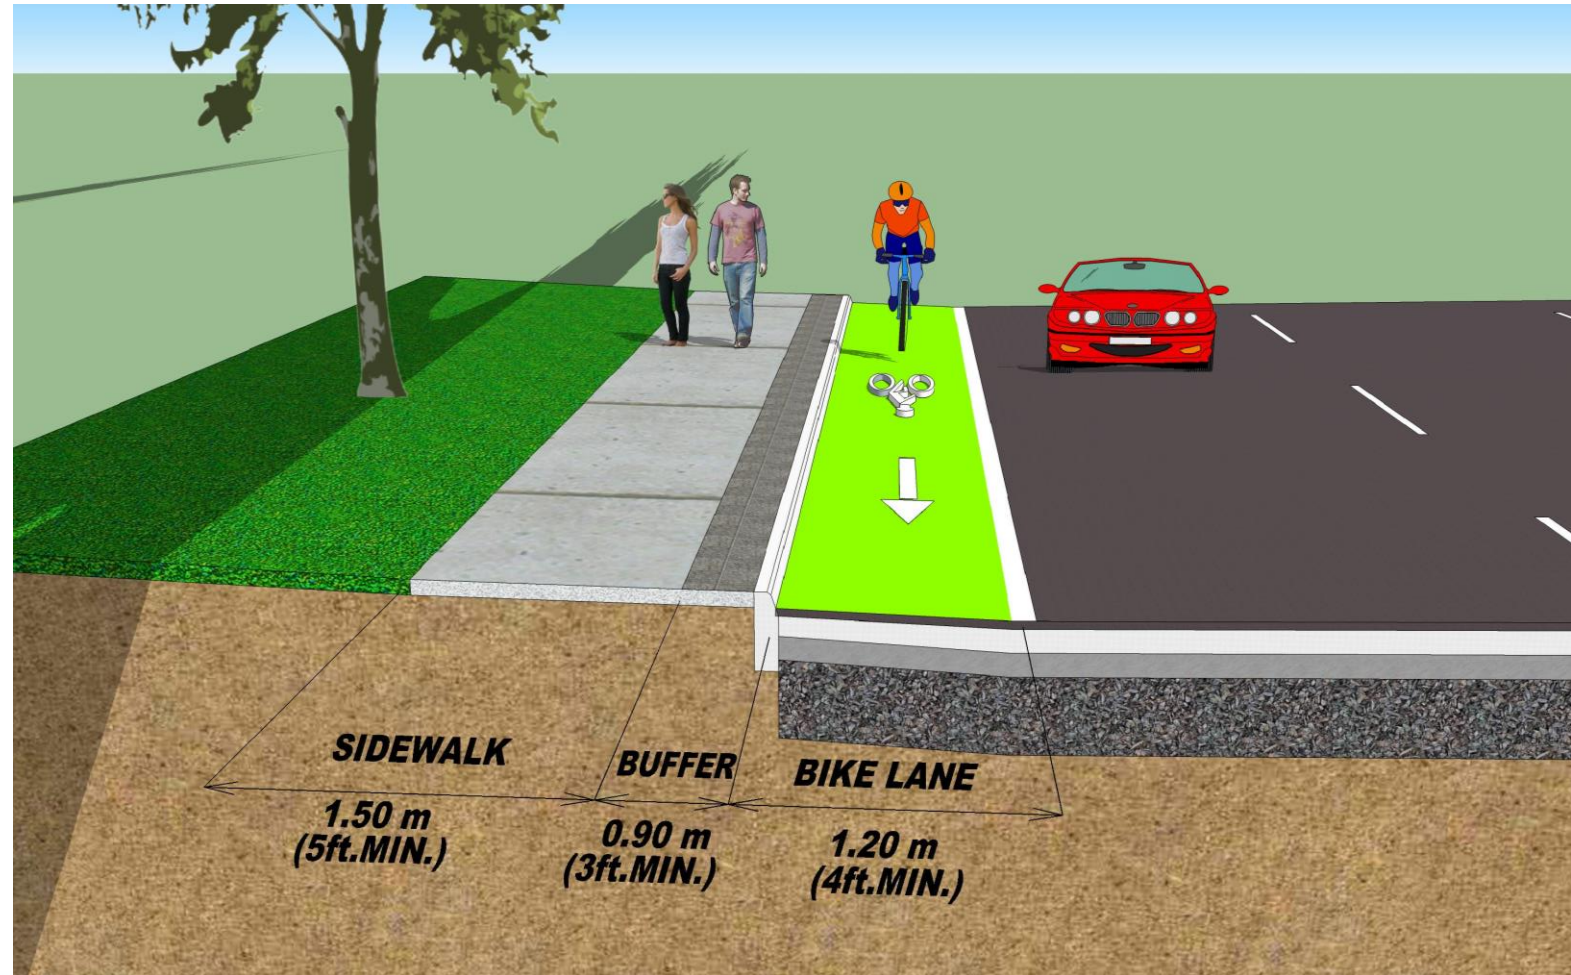 SIDEWALK
1.50 m
(5ft.MIN.)
BUFFER
0.90 m
(3ft.MIN.)
BIKE LANE
1.20 m
(4ft.MIN.)